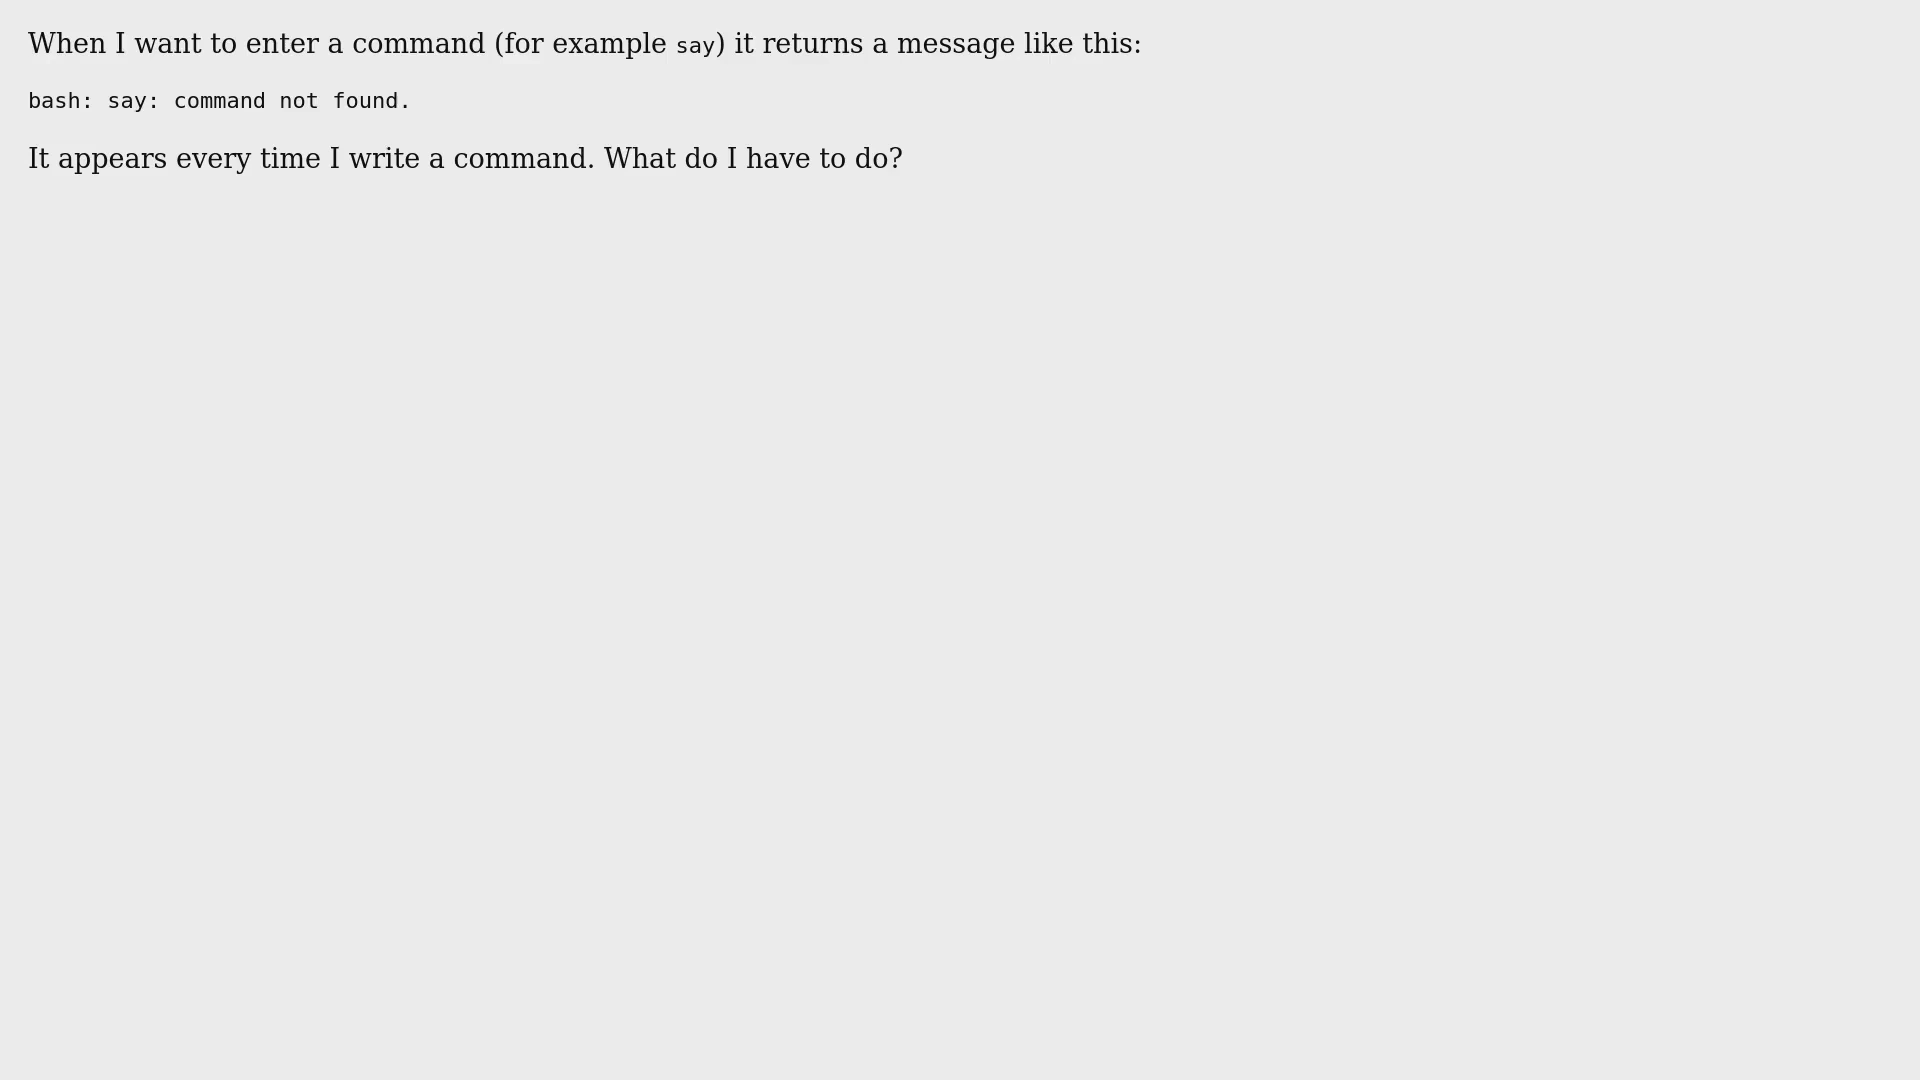 When I want to enter a command (for example say) it returns a message like this:
bash: say: command not found.
It appears every time I write a command. What do I have to do?